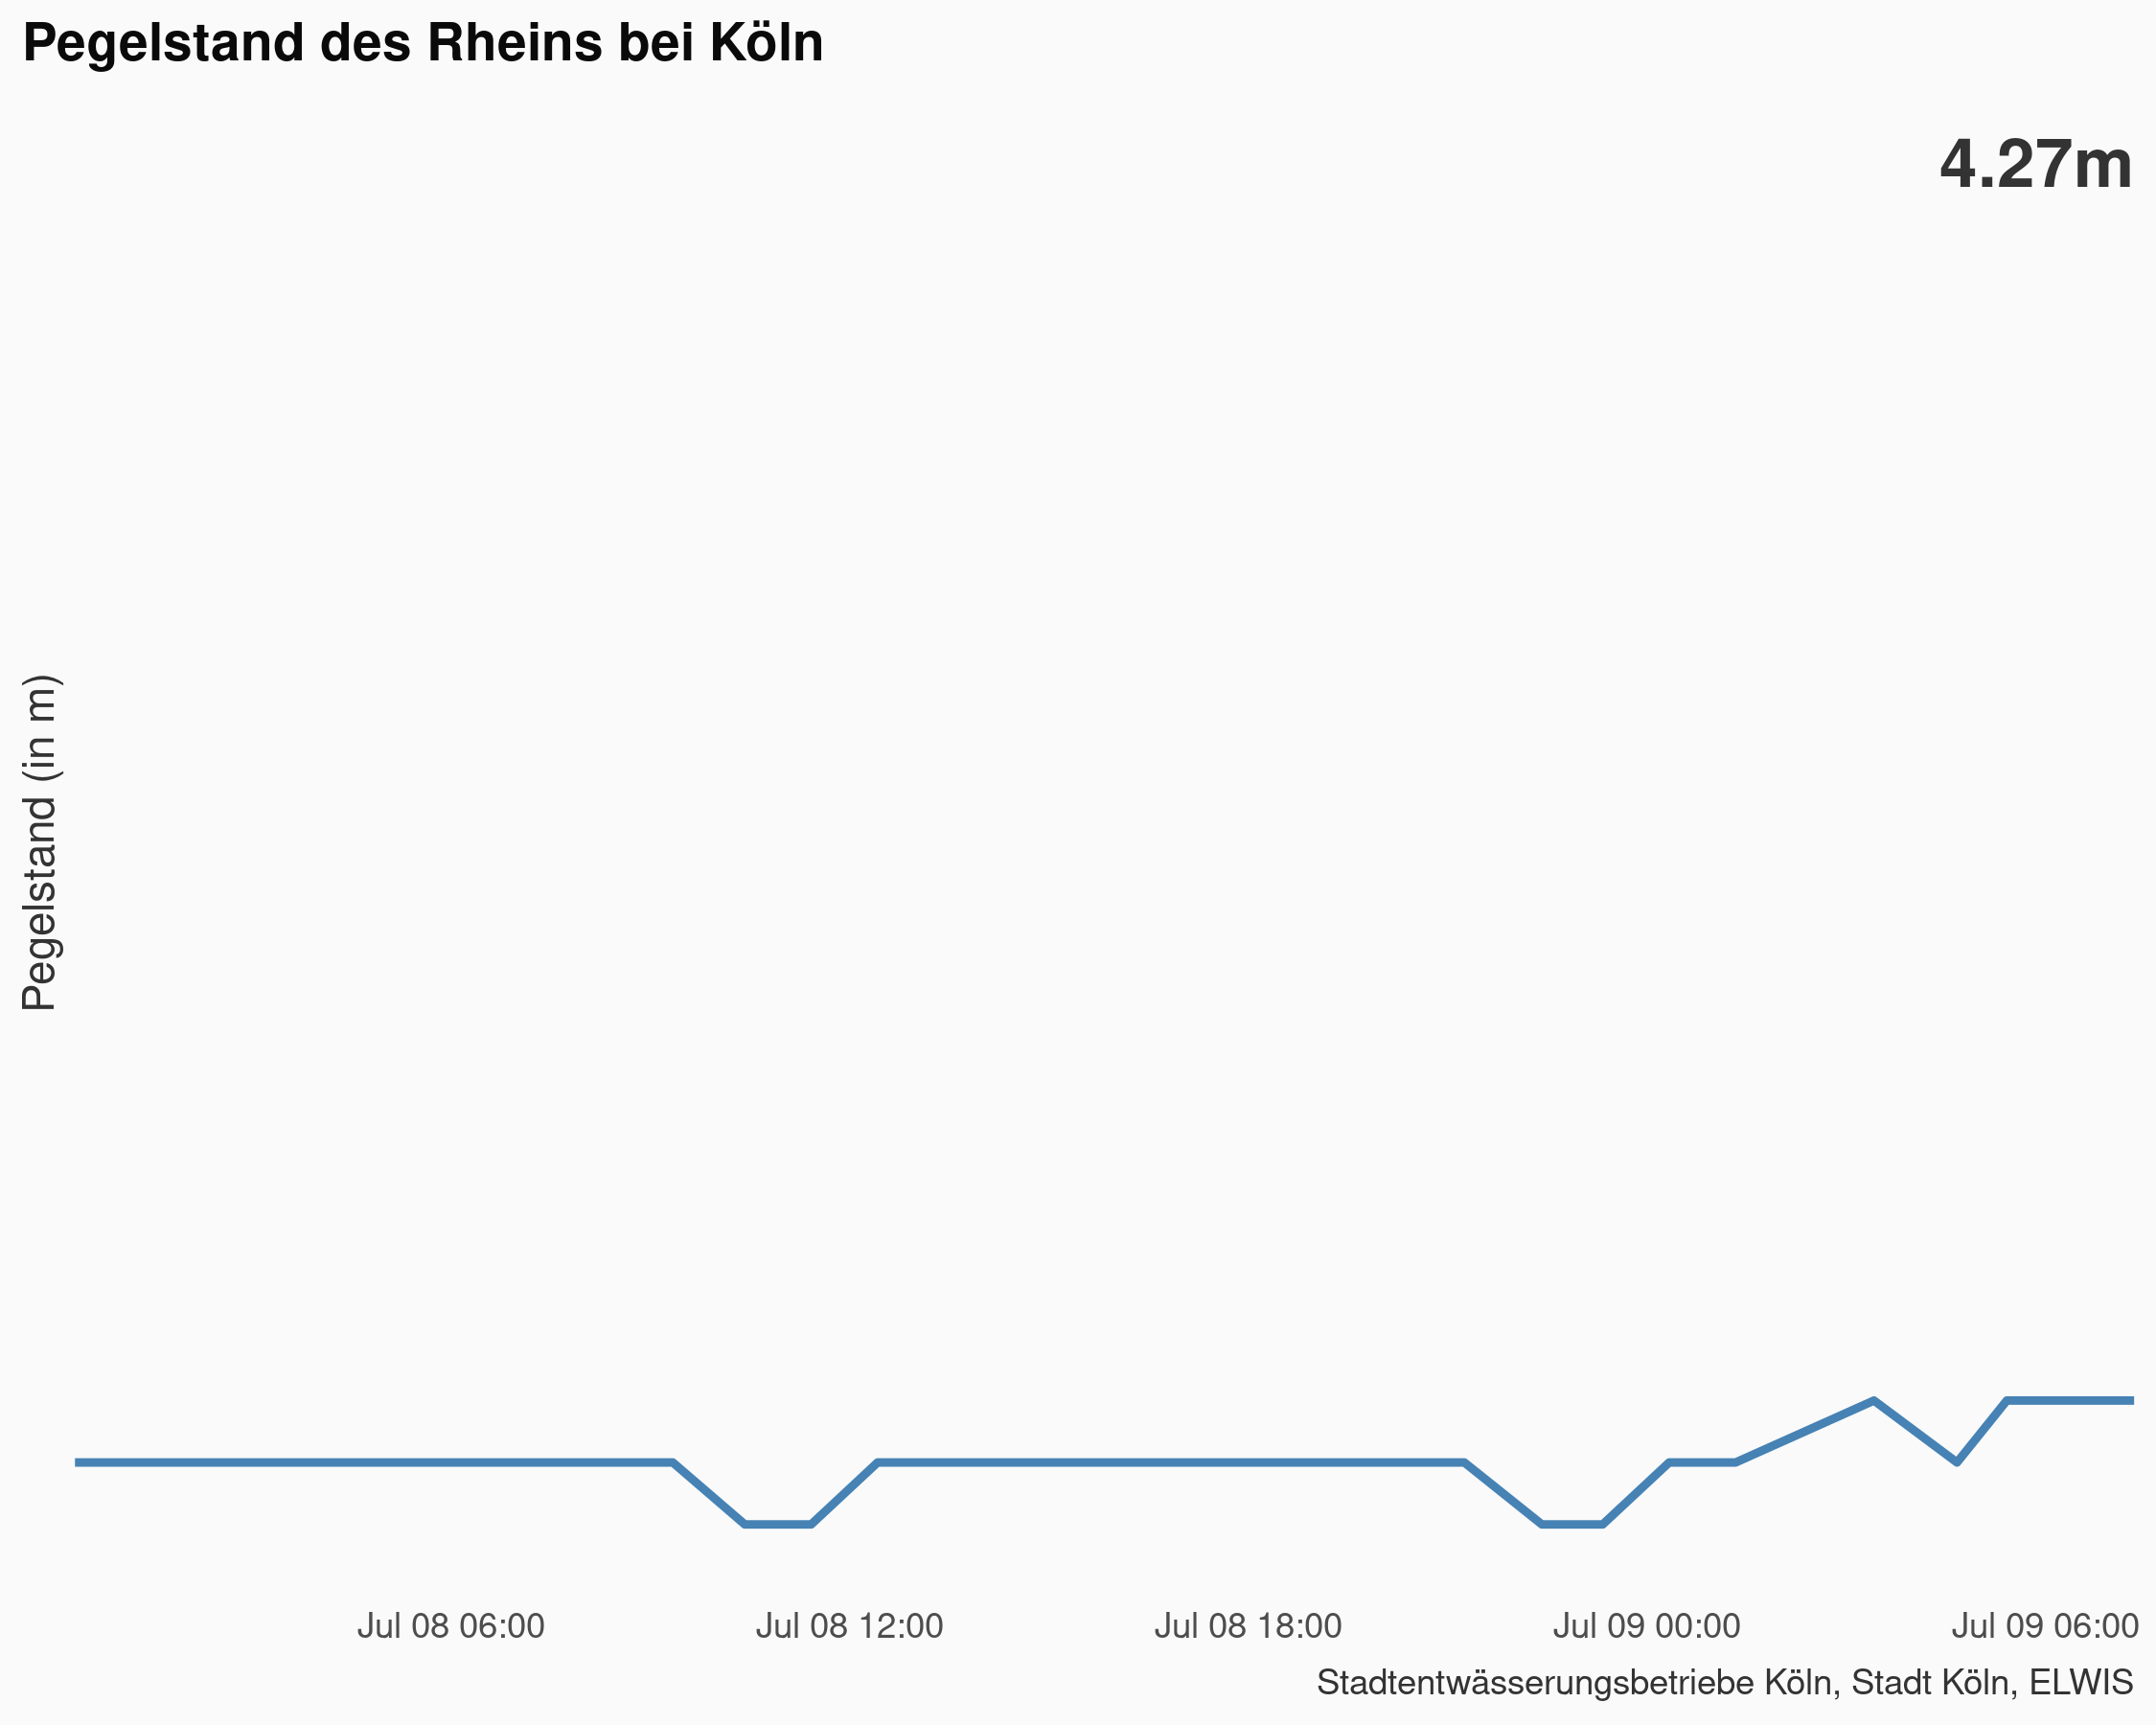 Pegelstand des Rheins bei Köln
4.27m
Pegelstand (in m)
Jul 08 06:00 Jul 08 12:00 Jul 08 18:00 Jul 09 00:00 Jul 09 06:00
Stadtentwässerungsbetriebe Köln, Stadt Köln, ELWIS